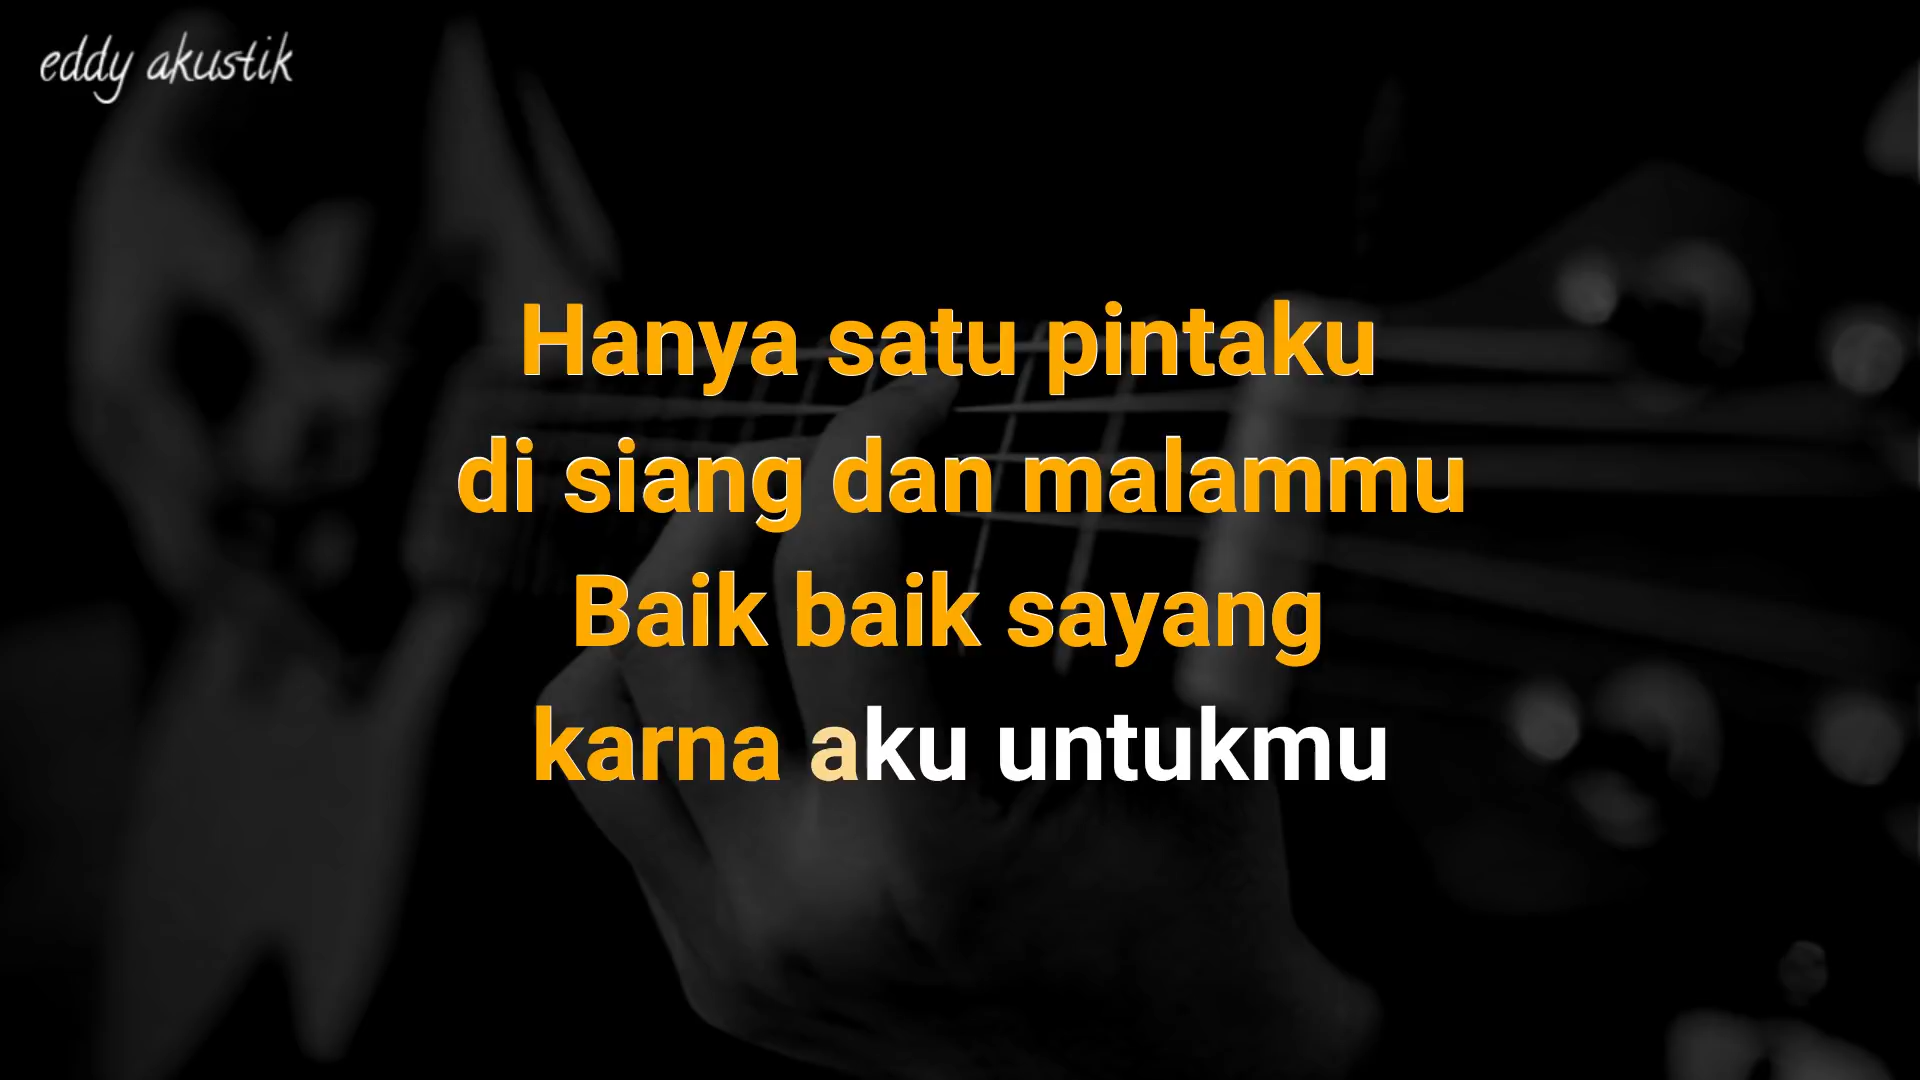 eddy akustik
Hanya satu pintaku
di siang dan malammu
Baik baik sayang
karna aku untukmu